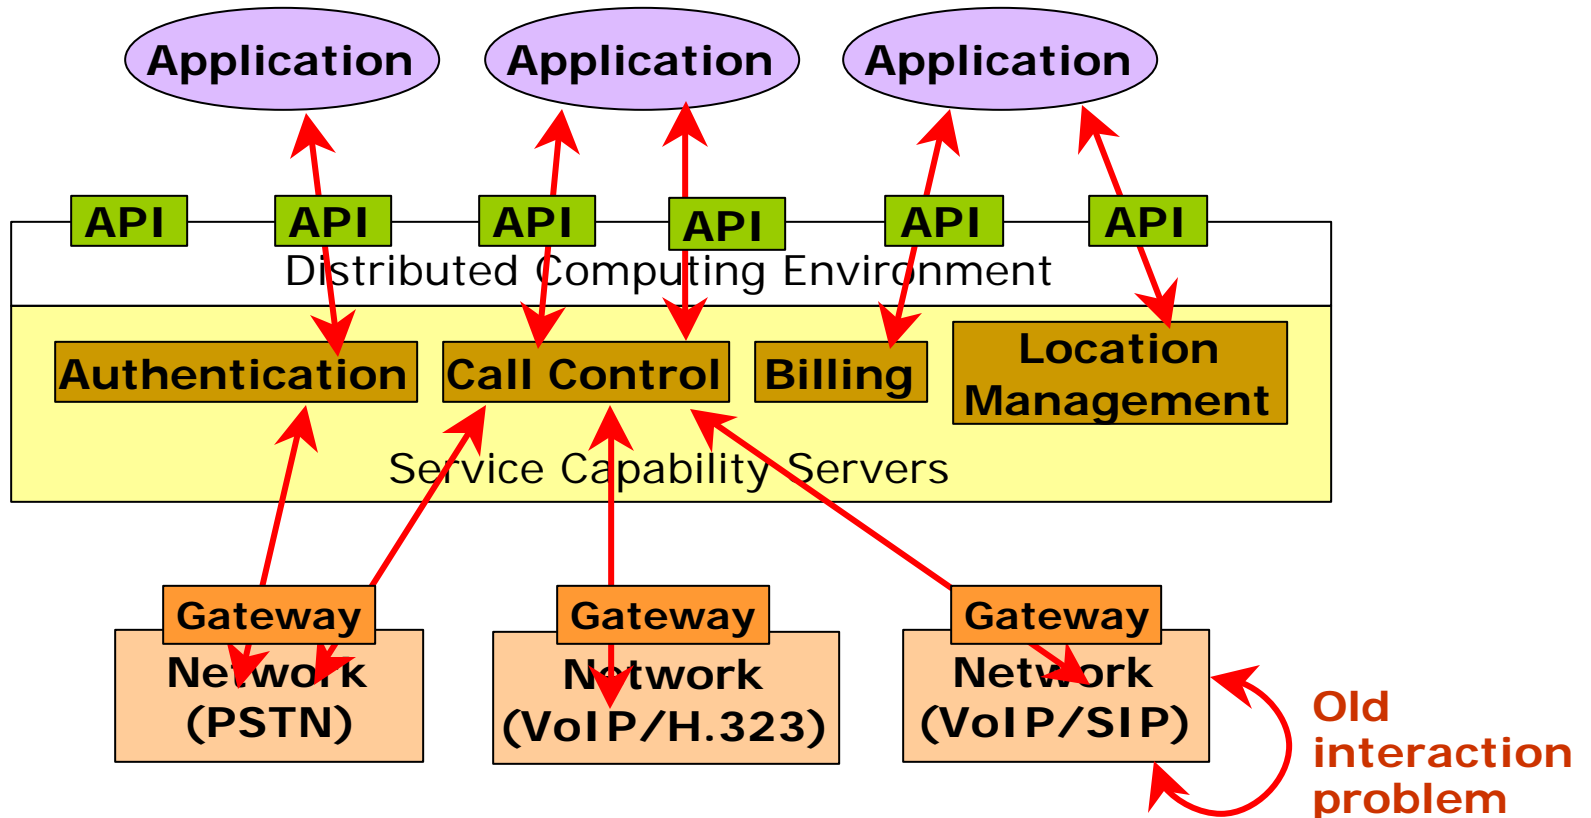 Application
Application
Application
API
API
API
API
API
API
Distributed Computing Environment
Authentication
Call Control
Billing
Location
Management
Service Capability Servers
Gateway
Network
(PSTN)
Gateway
Network
(VoIP/H.323)
Gateway
Network
(VoIP/SIP)
Old
interaction
problem